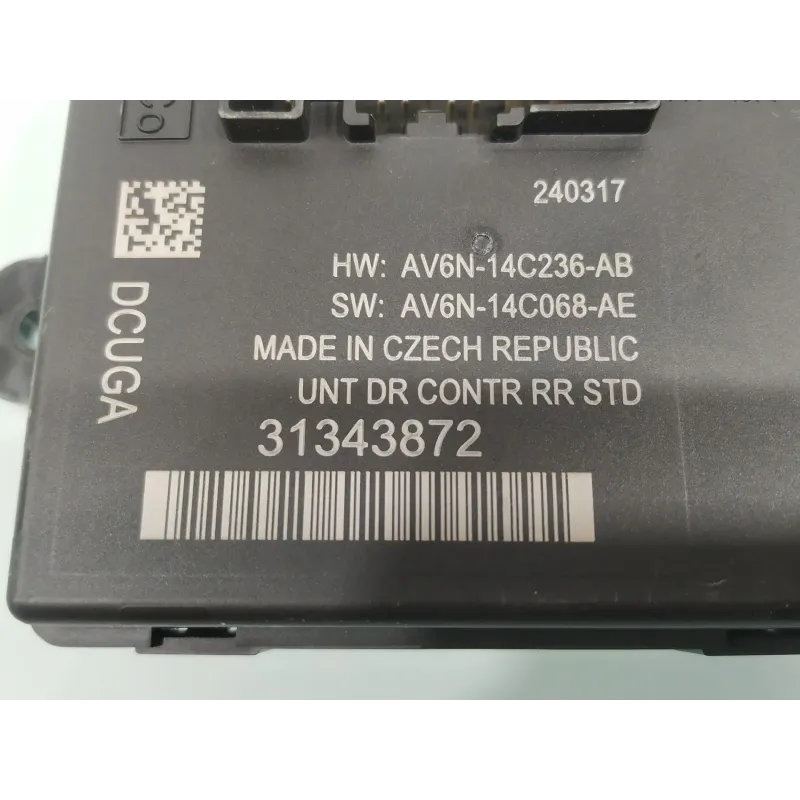 CO
240317
HW: AV6N-14C236-AB
SW: AV6N-14C068-AE
MADE IN CZECH REPUBLIC
UNT DR CONTR RR STD
31343872
DCUGA